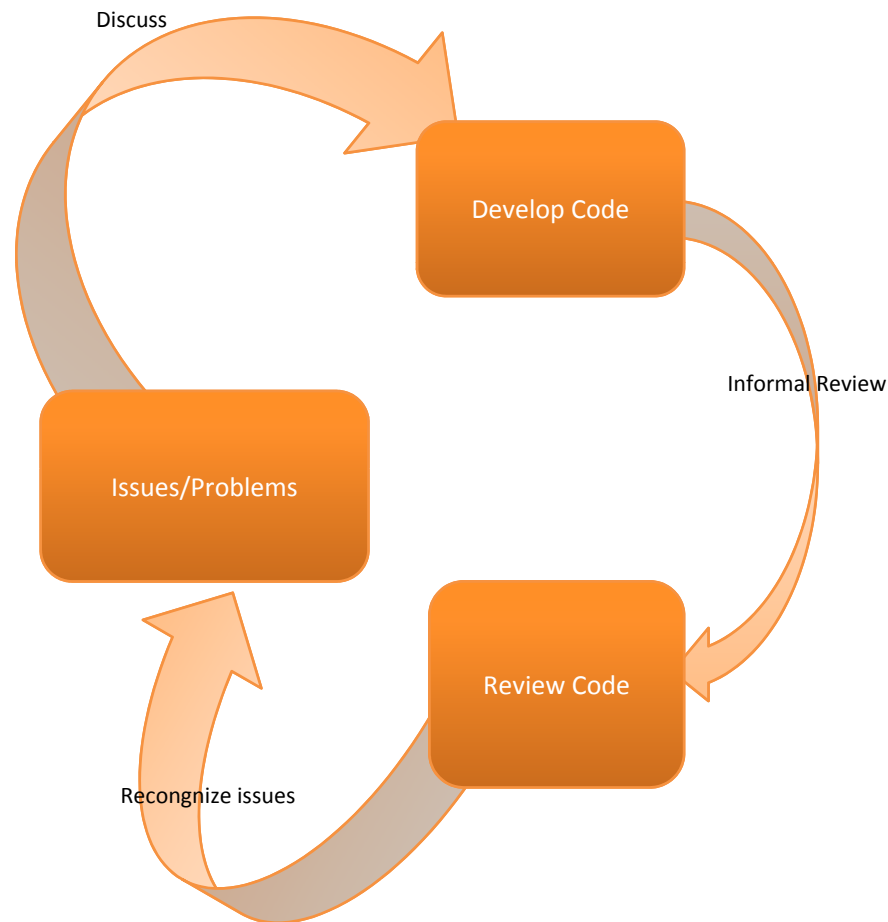 Discuss
Develop Code
Informal Review
Issues/Problems
Review Code
Recongnize issues